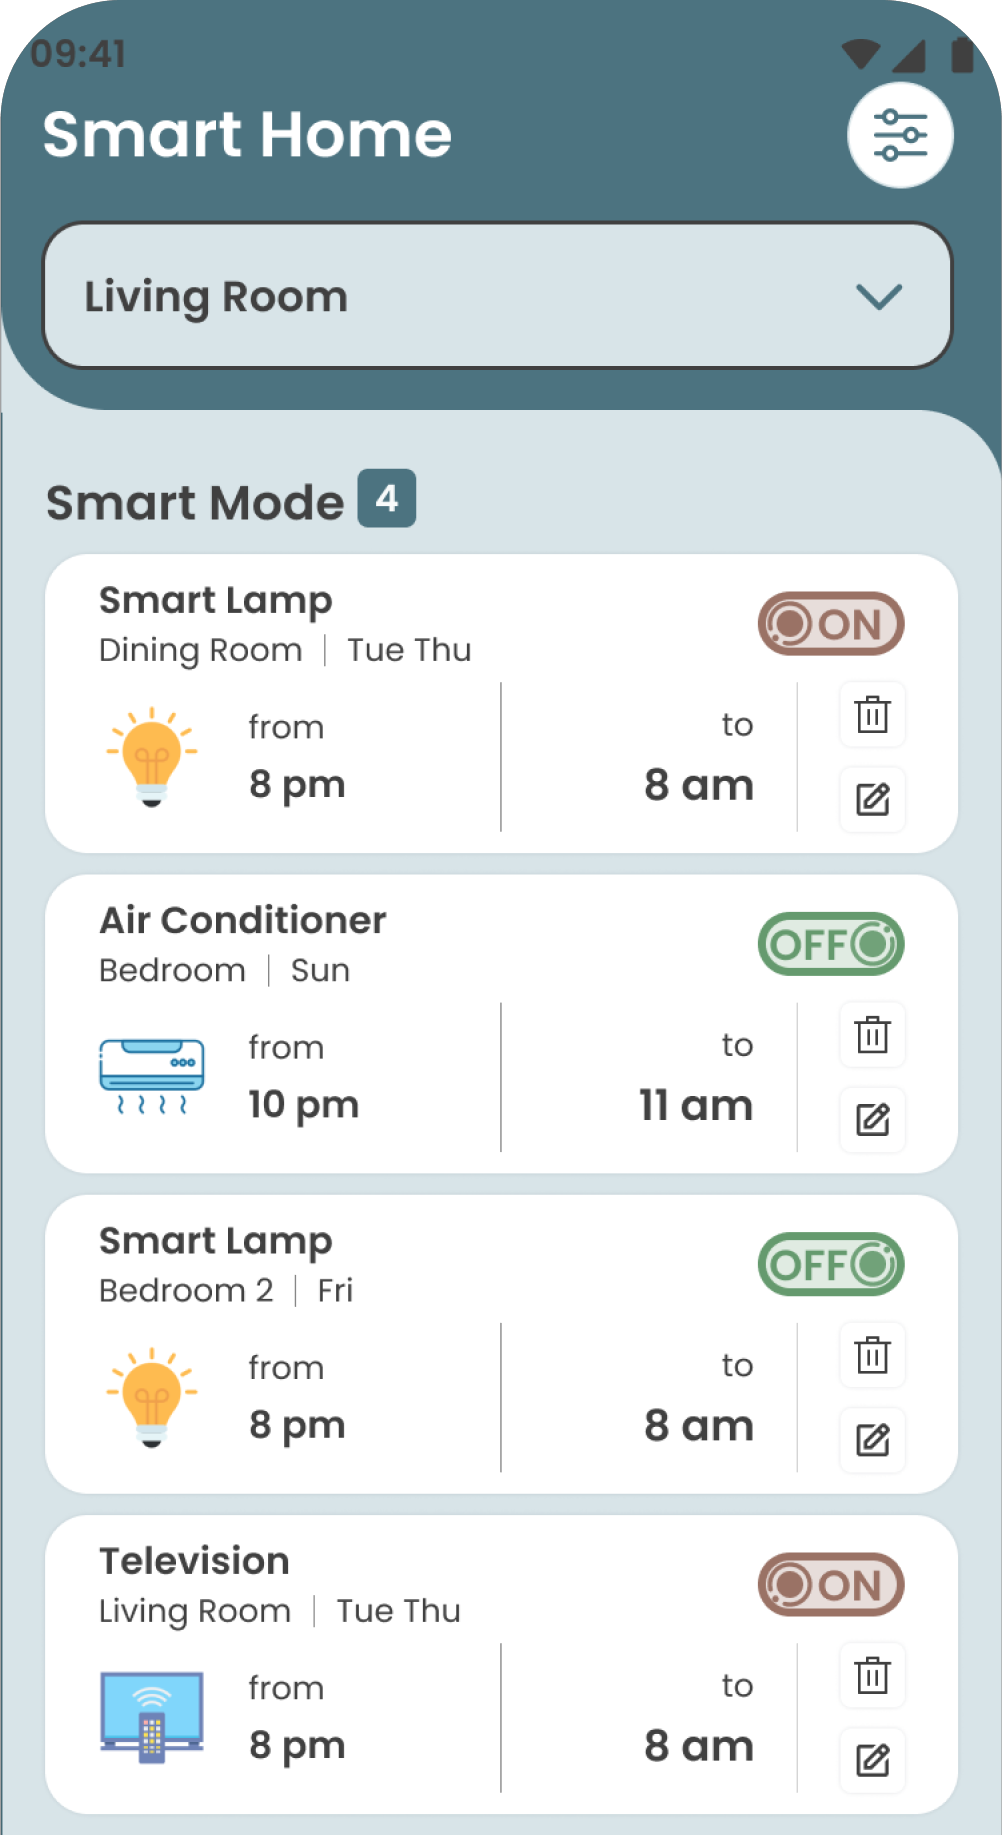 09:41
Smart Home
Living Room
Smart Mode 4
Smart Lamp
ON
Dining Room | Tue Thu
from
to
8 pm
8 am
Air Conditioner
OFF
Bedroom | Sun
from
to
10 pm
11 am
Smart Lamp
OFF
Bedroom 2 | Fri
from
to
8 pm
8 am
Television
ON
Living Room | Tue Thu
from
to
8 pm
8 am